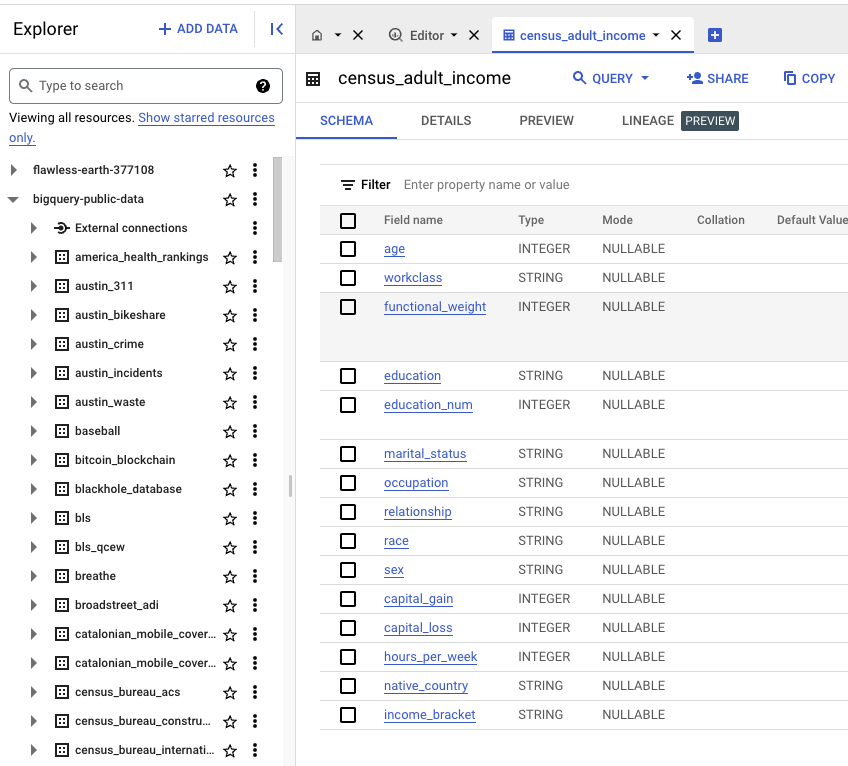 Explorer
+ ADD DATA
Type to search
Viewing all resources. Show starred resources
only.
flawless-earth-377108
bigquery-public-data
External connections
america_health_rankings
austin_311
austin_bikeshare
austin_crime
austin_incidents
austin_waste
baseball
bitcoin_blockchain
blackhole_database
bls
bls_qcew
breathe
broadstreet_adi
catalonian_mobile_cover...
catalonian_mobile_cover...
census_bureau_acs
census_bureau_constru...
census_bureau_internati...
Editor
census_adult_income
census_adult_income
QUERY
SHARE
COPY
SCHEMA DETAILS PREVIEW LINEAGE PREVIEW
Filter Enter property name or value
Field name Type Mode Collation Default Value
age INTEGER NULLABLE
workclass STRING NULLABLE
functional_weight INTEGER NULLABLE
education STRING NULLABLE
education_num INTEGER NULLABLE
marital_status STRING NULLABLE
occupation STRING NULLABLE
relationship STRING NULLABLE
race STRING NULLABLE
sex STRING NULLABLE
capital_gain INTEGER NULLABLE
capital_loss INTEGER NULLABLE
hours_per_week INTEGER NULLABLE
native_country STRING NULLABLE
income_bracket STRING NULLABLE